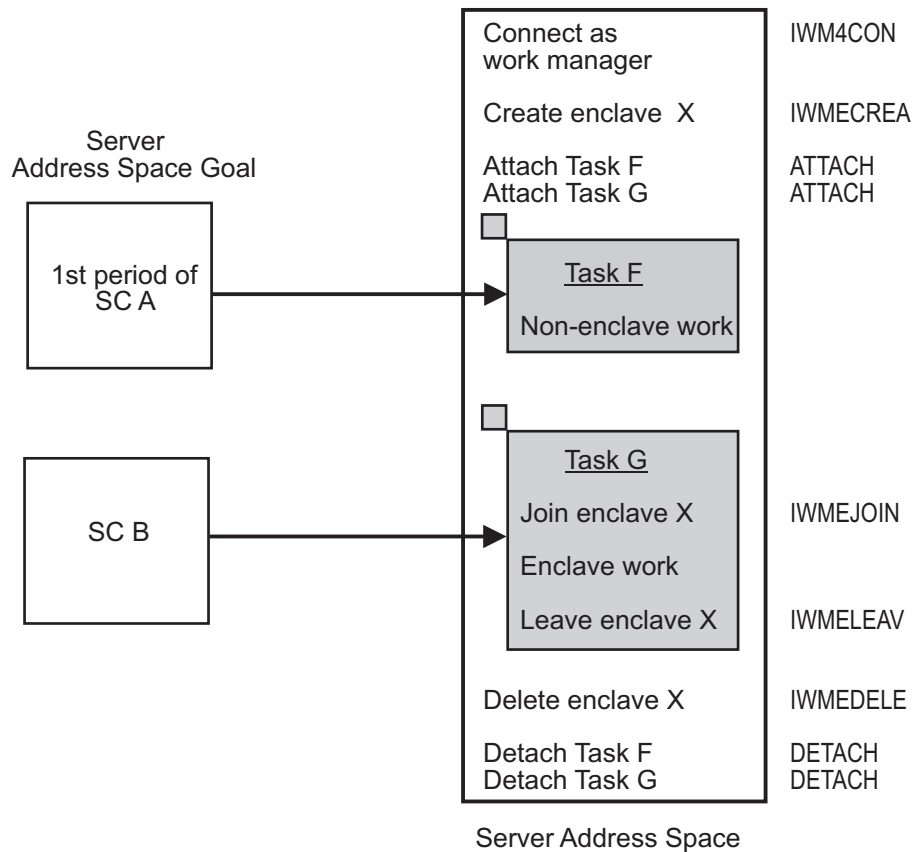 Connect as
work manager
IWM4CON
Create enclave X
IWMECREA
Server
Address Space Goal
Attach Task F
ATTACH
Attach Task G
ATTACH
1st period of
SC A
Task F
Non-enclave work
SC B
Task G
Join enclave X
IWMEJOIN
Enclave work
Leave enclave X
IWMELEAV
Delete enclave X
IWMEDELE
Detach Task F
DETACH
Detach Task G
DETACH
Server Address Space